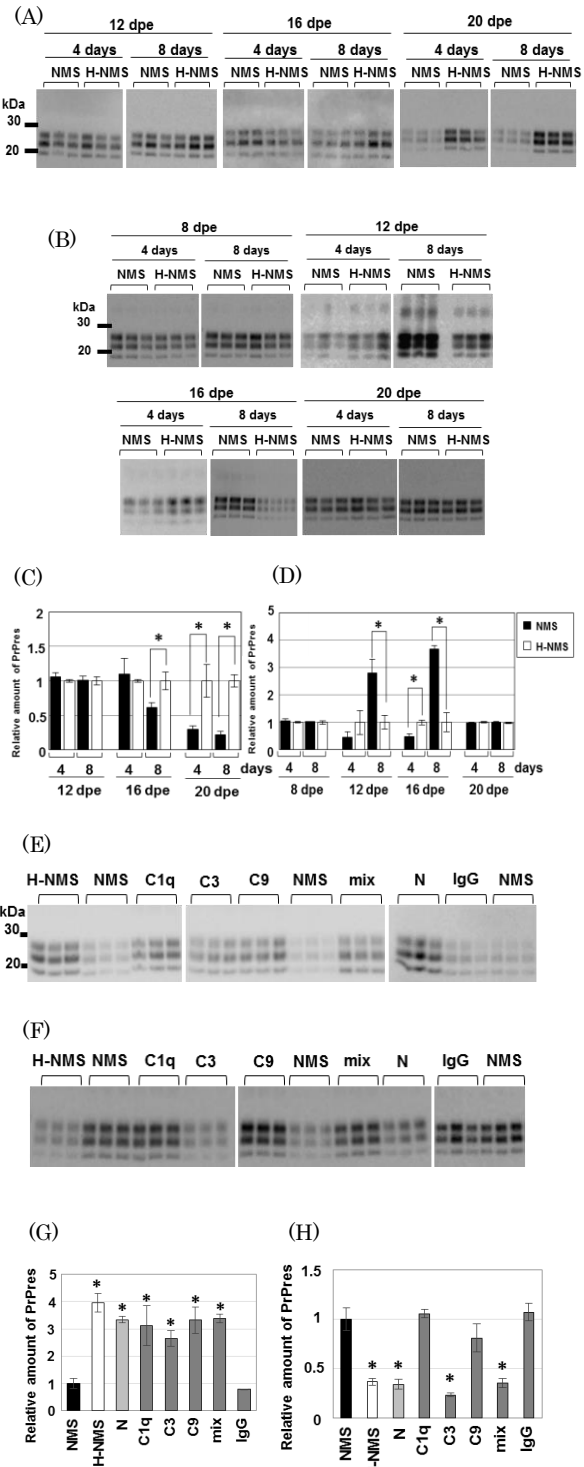 (A)
12 dpe 16 dpe 20 dpe
4 days 8 days 4 days 8 days 4 days 8 days
NMS H-NMS NMS H-NMS NMS H-NMS NMS H-NMS NMS H-NMS NMS H-NMS
kDa
30
20
(B)
8 dpe 12 dpe
4 days 8 days 4 days 8 days
NMS H-NMS NMS H-NMS NMS H-NMS NMS H-NMS
kDa
30
20
16 dpe 20 dpe
4 days 8 days 4 days 8 days
NMS H-NMS NMS H-NMS NMS H-NMS NMS H-NMS
(C)
Relative amount of PrPres
2
1.5
1
0.5
0
* * *
4 8 4 8 4 8 days
12 dpe 16 dpe 20 dpe
(D)
Relative amount of PrPres
5
4
3
2
1
0
* * *
NMS
H-NMS
4 8 4 8 4 8 4 8 days
8 dpe 12 dpe 16 dpe 20 dpe
(E)
H-NMS NMS C1q C3 C9 NMS mix N IgG NMS
kDa
30
20
(F)
H-NMS NMS C1q C3 C9 NMS mix N IgG NMS
(G)
Relative amount of PrPres
5
4
3
2
1
0
* * * * * *
NMS H-NMS N C1q C3 C9 mix IgG
(H)
Relative amount of PrPres
1.5
1
0.5
0
* * * *
NMS -NMS N C1q C3 C9 mix IgG